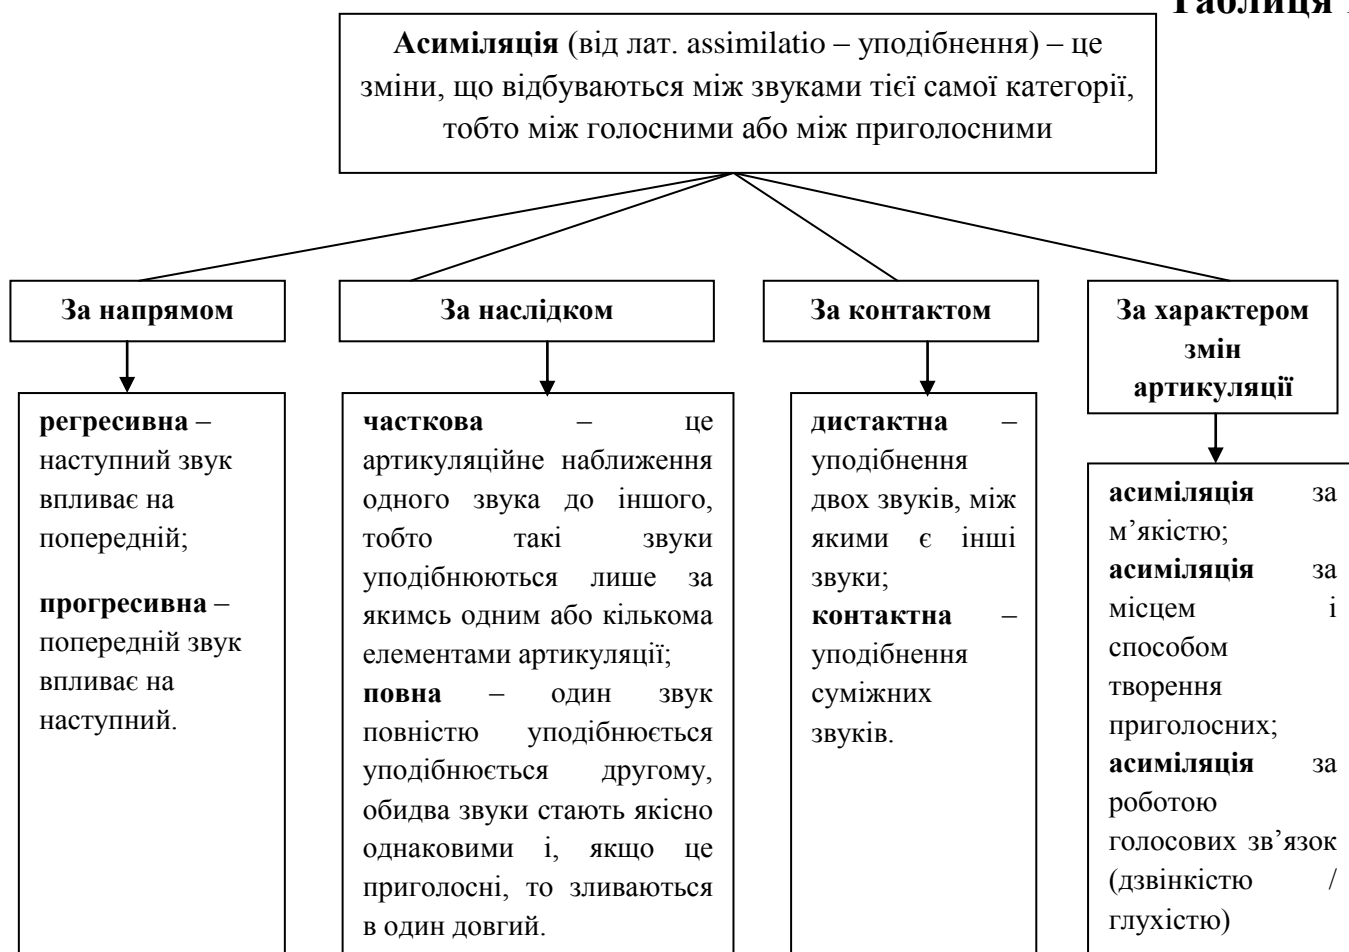 Таблиця
Асиміляція (від лат. assimilatio – уподібнення) – це
зміни, що відбуваються між звуками тієї самої категорії,
тобто між голосними або між приголосними
За напрямом
За наслідком
За контактом
За характером
змін
артикуляції
регресивна –
наступний звук
впливає на
попередній;
прогресивна –
попередній звук
впливає на
наступний.
часткова – це
артикуляційне наближення
одного звука до іншого,
тобто такі звуки
уподібнюються лише за
якимсь одним або кількома
елементами артикуляції;
повна – один звук
повністю уподібнюється
уподібнюється другому,
обидва звуки стають якісно
однаковими і, якщо це
приголосні, то зливаються
в один довгий.
дистактна –
уподібнення
двох звуків, між
якими є інші
звуки;
контактна –
уподібнення
суміжних
звуків.
асиміляція за
м’якістю;
асиміляція за
місцем і
способом
творення
приголосних;
асиміляція за
роботою
голосових зв’язок
(дзвінкістю /
глухістю)